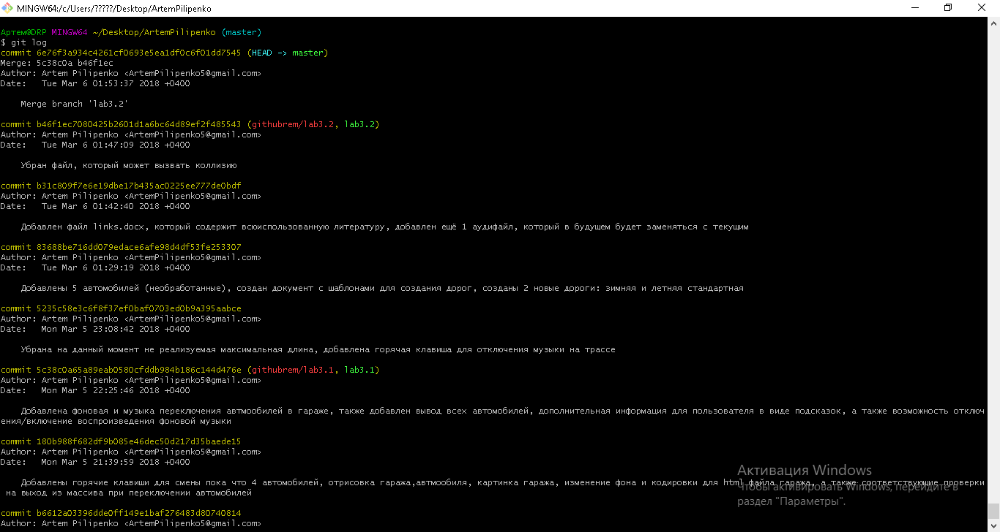 MINGW64:/c/Users/?????/Desktop/ArtemPilipenko
Артем@DRP MINGW64 ~/Desktop/ArtemPilipenko (master)
$ git log
commit 6e76f3a934c4261cf0693e5ea1df0c6f01dd7545 (HEAD -> master)
Merge: 5c38c0a b46f1ec
Author: Artem Pilipenko <ArtemPilipenko5@gmail.com>
Date:   Tue Mar 6 01:53:37 2018 +0400
Merge branch 'lab3.2'
commit b46f1ec7080425b2601d1a6bc64d89ef2f485543 (githubrem/lab3.2, lab3.2)
Author: Artem Pilipenko <ArtemPilipenko5@gmail.com>
Date:   Tue Mar 6 01:47:09 2018 +0400
Убран файл, который может вызвать коллизию
commit b31c809f7e6e19dbe17b435ac0225ee777de0bdf
Author: Artem Pilipenko <ArtemPilipenko5@gmail.com>
Date:   Tue Mar 6 01:42:40 2018 +0400
Добавлен файл links.docx, который содержит всюиспользованную литературу, добавлен ещё 1 аудифайл, который в будущем будет заменяться с текущим
commit 83688be716dd079edace6afe98d4df53fe253307
Author: Artem Pilipenko <ArtemPilipenko5@gmail.com>
Date:   Tue Mar 6 01:29:19 2018 +0400
Добавлены 5 автомобилей (необработанные), создан документ с шаблонами для создания дорог, созданы 2 новые дороги: зимняя и летняя стандартная
commit 5235c58e3c6f8f37ef0baf0703ed0b9a395aabce
Author: Artem Pilipenko <ArtemPilipenko5@gmail.com>
Date:   Mon Mar 5 23:08:42 2018 +0400
Убрана на данный момент не реализуемая максимальная длина, добавлена горячая клавиша для отключения музыки на трассе
commit 5c38c0a65a89eab0580cfddb984b186c144d476e (githubrem/lab3.1, lab3.1)
Author: Artem Pilipenko <ArtemPilipenko5@gmail.com>
Date:   Mon Mar 5 22:25:46 2018 +0400
Добавлена фоновая и музыка переключения автмообилей в гараже, также добавлен вывод всех автомобилей, дополнительная информация для пользователя в виде подсказок, а также возможность отключ
ения/включение воспроизведения фоновой музыки
commit 180b988f682df9b085e46dec50d217d35baede15
Author: Artem Pilipenko <ArtemPilipenko5@gmail.com>
Date:   Mon Mar 5 21:39:59 2018 +0400
Добавлены горячие клавиши для смены пока что 4 автомобилей, отрисовка гаража,автмообиля, картинка гаража, изменение фона и кодировки для html файла гаража, а также соответствующие проверки
на выход из массива при переключении автомобилей
commit b6612a03396dde0ff149e1baf276483d80740814
Author: Artem Pilipenko <ArtemPilipenko5@gmail.com>
Активация Windows
Чтобы активировать Windows, перейдите в
раздел "Параметры".